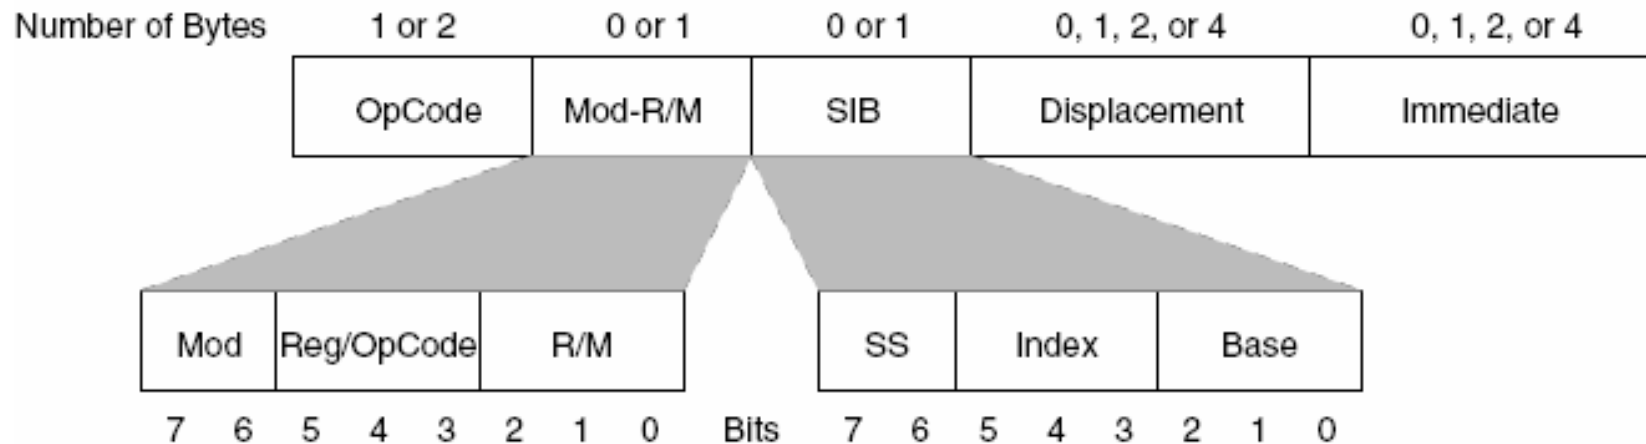 Number of Bytes 1 or 2 0 or 1 0 or 1 0, 1, 2, or 4 0, 1, 2, or 4
OpCode Mod-R/M SIB Displacement Immediate
Mod Reg/OpCode R/M SS Index Base
7 6 5 4 3 2 1 0 Bits 7 6 5 4 3 2 1 0